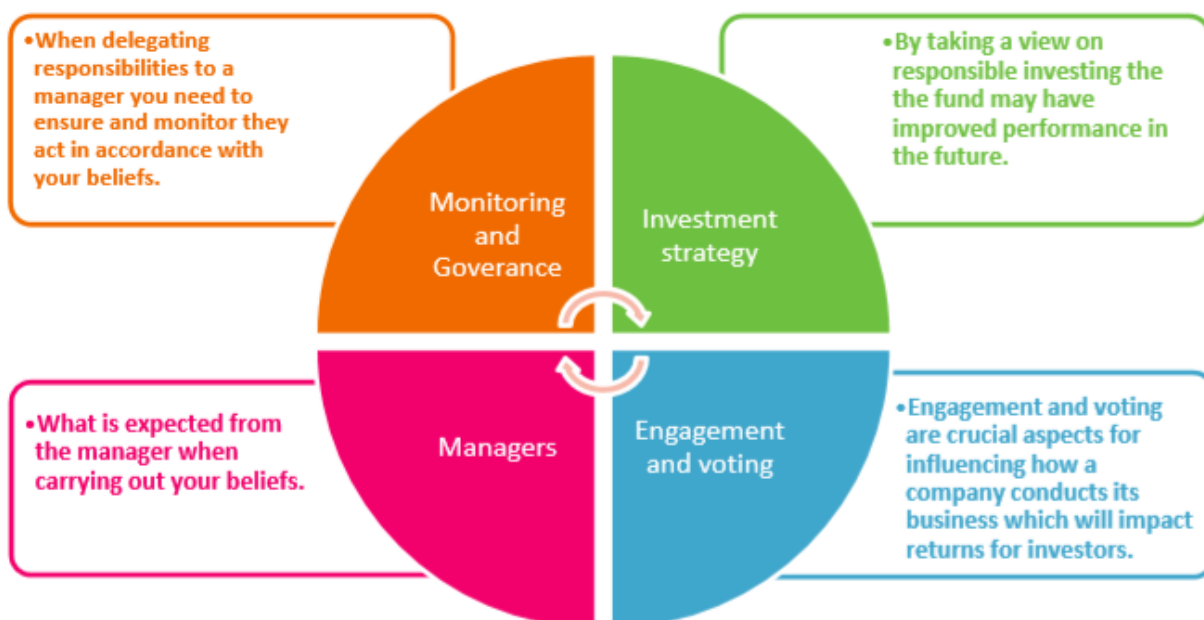 •When delegating
responsibilities to a
manager you need to
ensure and monitor they
act in accordance with
your beliefs.
•By taking a view on
responsible investing the
the fund may have
improved performance in
the future.
Monitoring
and
Goverance
Investment
strategy
•What is expected from
the manager when
carrying out your beliefs.
Managers
Engagement
and voting
•Engagement and voting
are crucial aspects for
influencing how a
company conducts its
business which will impact
returns for investors.